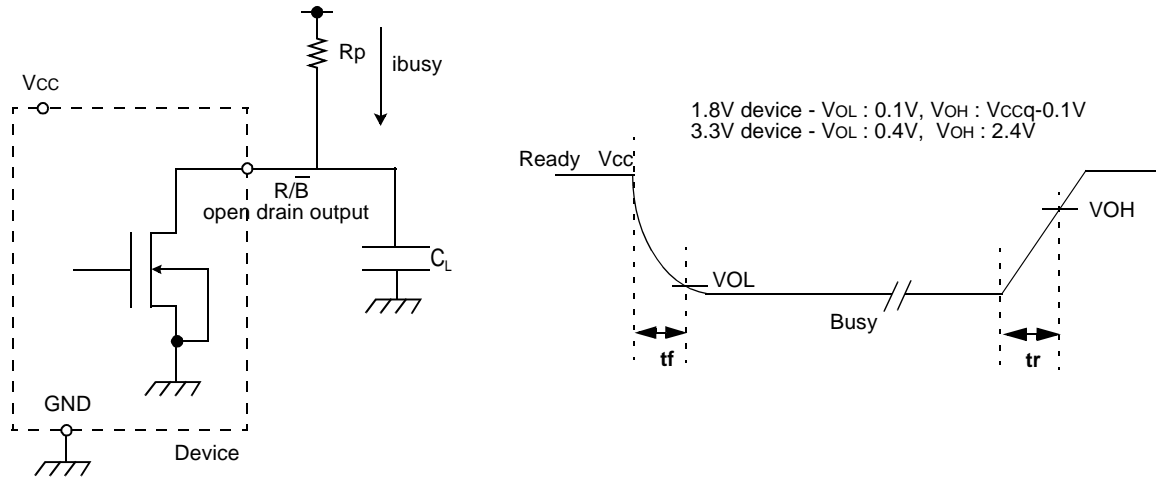 Rp
ibusy
VCC
R/B̅
open drain output
CL
GND
Device
1.8V device - VOL : 0.1V, VOH : VCCq-0.1V
3.3V device - VOL : 0.4V, VOH : 2.4V
Ready Vcc
VOH
VOL
Busy
tf
tr